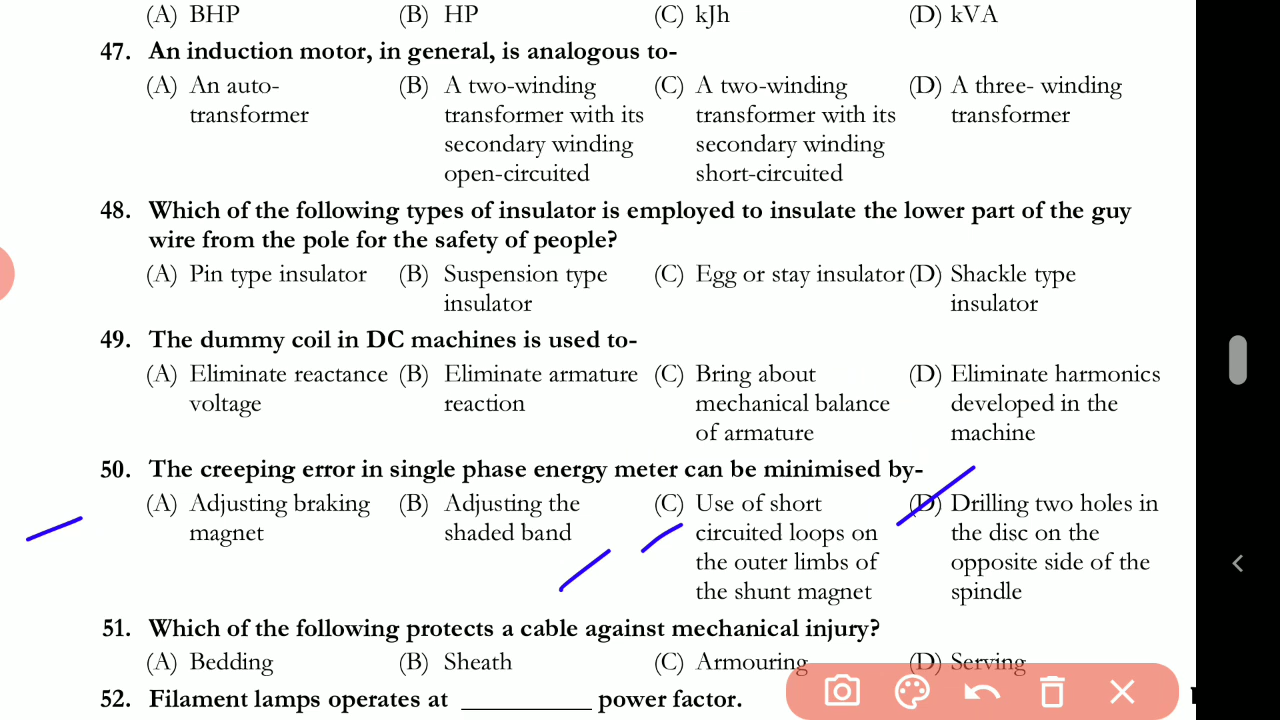 (A) BHP (B) HP (C) kJh (D) kVA
47. An induction motor, in general, is analogous to-
(A) An auto- (B) A two-winding (C) A two-winding (D) A three- winding
transformer transformer with its transformer with its transformer
secondary winding secondary winding
open-circuited short-circuited
48. Which of the following types of insulator is employed to insulate the lower part of the guy
wire from the pole for the safety of people?
(A) Pin type insulator (B) Suspension type (C) Egg or stay insulator (D) Shackle type
insulator insulator
49. The dummy coil in DC machines is used to-
(A) Eliminate reactance (B) Eliminate armature (C) Bring about (D) Eliminate harmonics
voltage reaction mechanical balance developed in the
of armature machine
50. The creeping error in single phase energy meter can be minimised by-
(A) Adjusting braking (B) Adjusting the (C) Use of short (D) Drilling two holes in
magnet shaded band circuited loops on the disc on the
the outer limbs of opposite side of the
the shunt magnet spindle
51. Which of the following protects a cable against mechanical injury?
(A) Bedding (B) Sheath (C) Armouring (D) Serving
52. Filament lamps operates at __________ power factor.